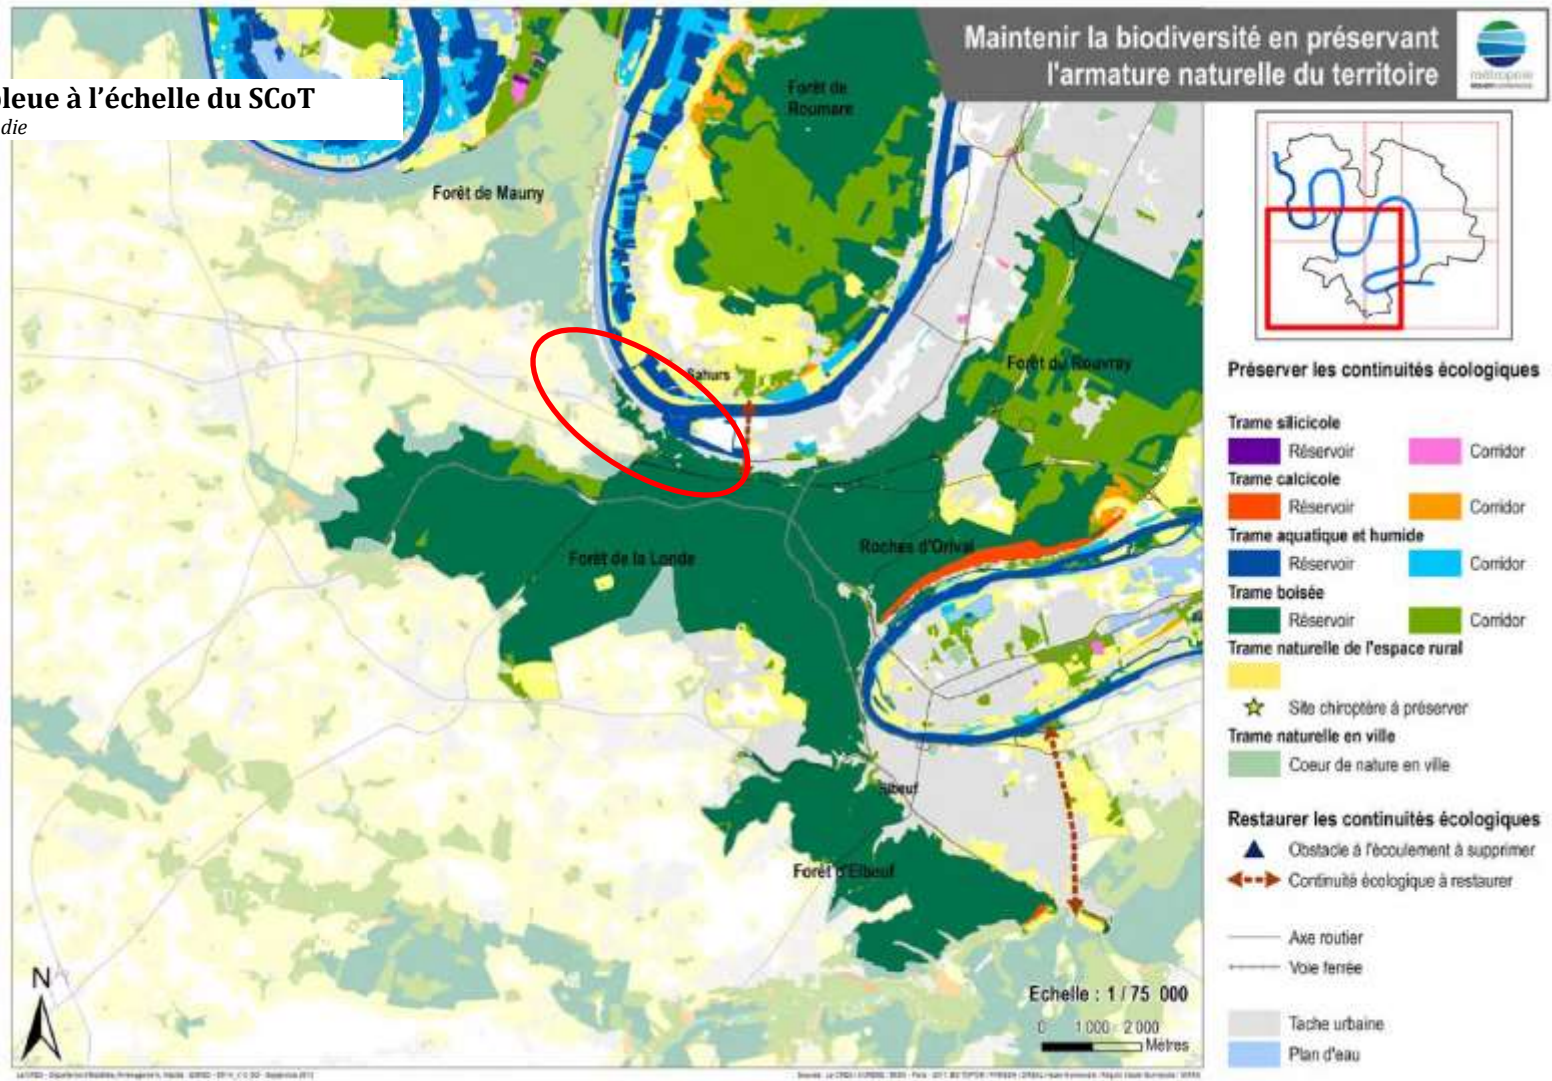 Maintenir la biodiversité en préservant
l'armature naturelle du territoire
métropole
leue à l'échelle du SCoT
die
Forêt de
Roumare
Forêt de Mauny
Sahurs
Forêt du Rouvray
Forêt de la Londe
Roches d'Orival
Elbeuf
Forêt d'Elbeuf
N
Echelle : 1 / 75 000
0 1 000 2 000
Mètres
Préserver les continuités écologiques
Trame silicicole
Réservoir Corridor
Trame calcicole
Réservoir Corridor
Trame aquatique et humide
Réservoir Corridor
Trame boisée
Réservoir Corridor
Trame naturelle de l'espace rural
Site chiroptère à préserver
Trame naturelle en ville
Coeur de nature en ville
Restaurer les continuités écologiques
Obstacle à l'écoulement à supprimer
Continuité écologique à restaurer
Axe routier
Voie ferrée
Tache urbaine
Plan d'eau